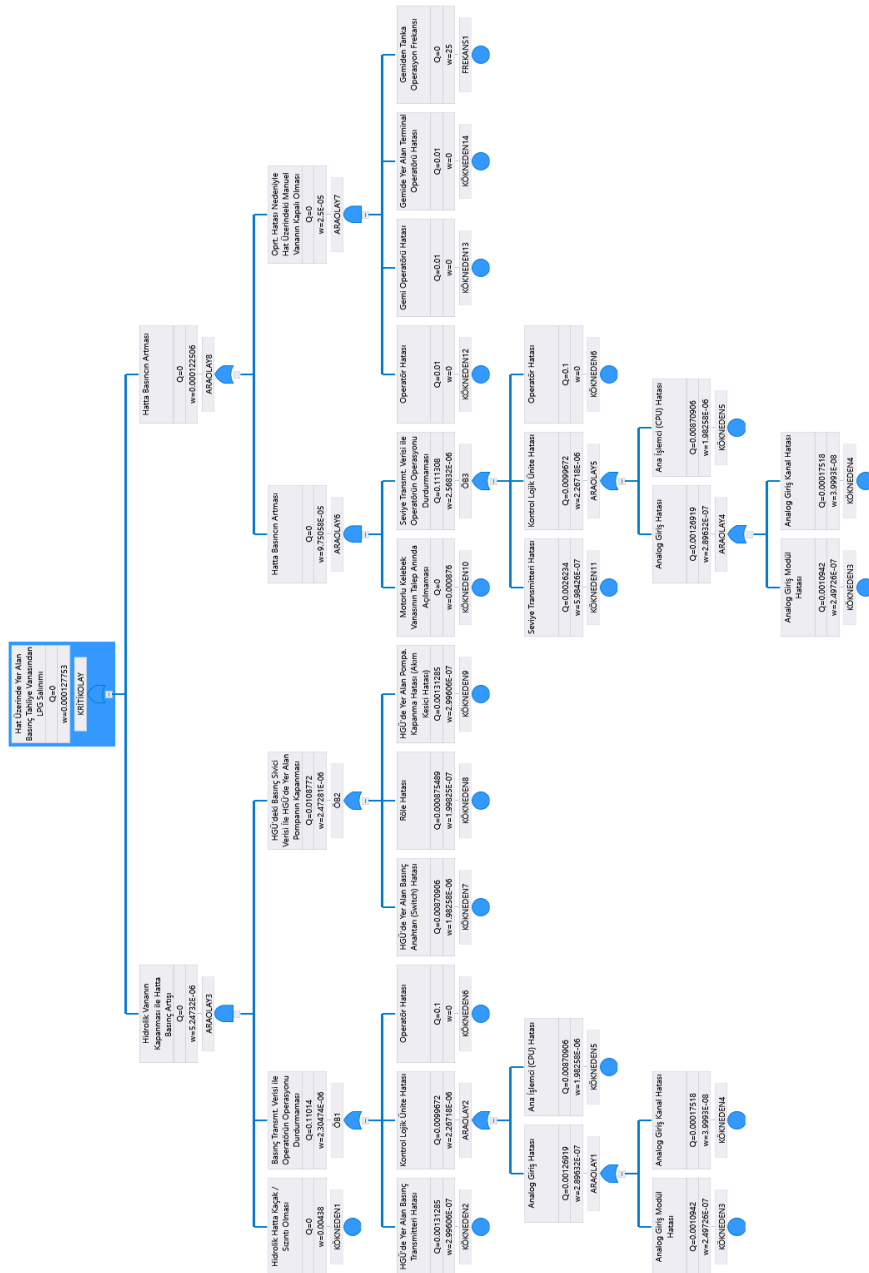 Hat Üzerinde Yer Alan
Basınç Tahliye Vanasından
LPG Salınımı
Q=0
w=0.000127753
KRİTİKOLAY
Hidrolik Vananın
Kapanması ile Hatta
Basınç Artışı
Q=0
w=5.24732E-06
ARAOLAY3
Hatta Basıncın Artması
Q=0
w=0.000122506
ARAOLAY8
Hidrolik Hatta Kaçak /
Sızıntı Olması
Q=0
w=0.00438
KÖKNEDEN1
Basınç Transmt. Verisi ile
Operatörün Operasyonu
Durdurmaması
Q=0.11014
w=2.30474E-06
ÖB1
HGÜ'deki Basınç Sivici
Verisi İle HGÜ'de Yer Alan
Pompanın Kapanması
Q=0.0108772
w=2.47281E-06
ÖB2
Hatta Basıncın Artması
Q=0
w=9.75058E-05
ARAOLAY6
Oprt. Hatası Nedeniyle
Hat Üzerindeki Manuel
Vananın Kapalı Olması
Q=0
w=2.5E-05
ARAOLAY7
HGÜ'de Yer Alan Basınç
Transmitteri Hatası
Q=0.00131285
w=2.99606E-07
KÖKNEDEN2
Kontrol Lojik Ünite Hatası
Q=0.0099672
w=2.26718E-06
ARAOLAY2
Operatör Hatası
Q=0.1
w=0
KÖKNEDEN6
HGÜ'de Yer Alan Basınç
Anahtarı (Switch) Hatası
Q=0.00870906
w=1.98258E-06
KÖKNEDEN7
Röle Hatası
Q=0.000875489
w=1.99825E-07
KÖKNEDEN8
HGÜ'de Yer Alan Pompa.
Kapanma Hatası (Akım
Kesici Hatası)
Q=0.00131285
w=2.99606E-07
KÖKNEDEN9
Motorlu Kelebek
Vanasının Talep Anında
Açılmaması
Q=0
w=0.000876
KÖKNEDEN10
Seviye Transmt. Verisi ile
Operatörün Operasyonu
Durdurmaması
Q=0.111308
w=2.56832E-06
ÖB3
Operatör Hatası
Q=0.01
w=0
KÖKNEDEN12
Gemi Operatörü Hatası
Q=0.01
w=0
KÖKNEDEN13
Gemide Yer Alan Terminal
Operatörü Hatası
Q=0.01
w=0
KÖKNEDEN14
Gemiden Tanka
Operasyon Frekansı
Q=0
w=25
FREKANS1
Analog Giriş Hatası
Q=0.00126919
w=2.89632E-07
ARAOLAY1
Ana İşlemci (CPU) Hatası
Q=0.00870906
w=1.98258E-06
KÖKNEDEN5
Seviye Transmitteri Hatası
Q=0.0026234
w=5.98426E-07
KÖKNEDEN11
Kontrol Lojik Ünite Hatası
Q=0.0099672
w=2.26718E-06
ARAOLAY5
Operatör Hatası
Q=0.1
w=0
KÖKNEDEN6
Analog Giriş Modül
Hatası
Q=0.0010942
w=2.49726E-07
KÖKNEDEN3
Analog Giriş Kanal Hatası
Q=0.00017518
w=3.9993E-08
KÖKNEDEN4
Analog Giriş Hatası
Q=0.00126919
w=2.89632E-07
ARAOLAY4
Ana İşlemci (CPU) Hatası
Q=0.00870906
w=1.98258E-06
KÖKNEDEN5
Analog Giriş Modül
Hatası
Q=0.0010942
w=2.49726E-07
KÖKNEDEN3
Analog Giriş Kanal Hatası
Q=0.00017518
w=3.9993E-08
KÖKNEDEN4